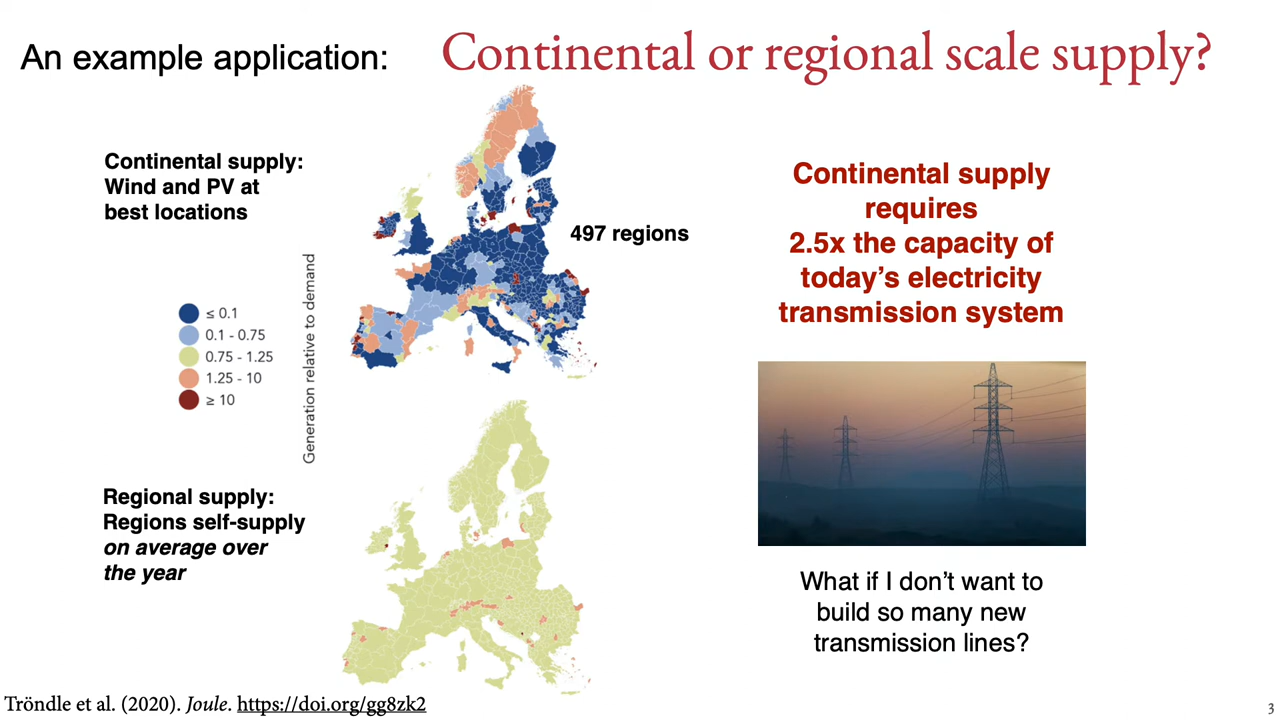 An example application:
Continental or regional scale supply?
Continental supply:
Wind and PV at
best locations
497 regions
Generation relative to demand
≤ 0.1
0.1 - 0.75
0.75 - 1.25
1.25 - 10
≥ 10
Regional supply:
Regions self-supply
on average over
the year
Continental supply
requires
2.5x the capacity of
today’s electricity
transmission system
What if I don’t want to
build so many new
transmission lines?
Tröndle et al. (2020). Joule. https://doi.org/gg8zk2
3